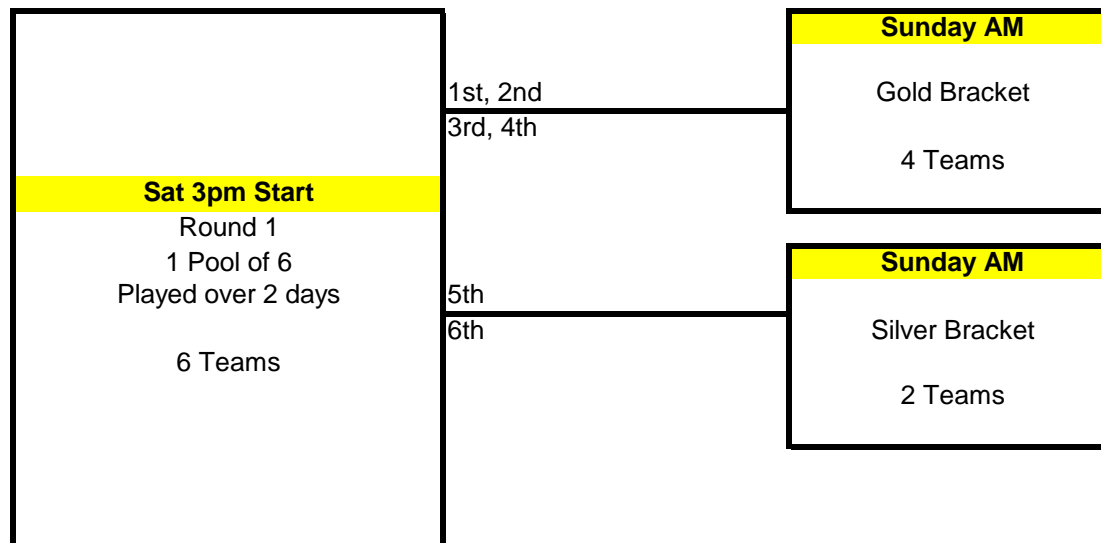 Sat 3pm Start
Round 1
1 Pool of 6
Played over 2 days
6 Teams
1st, 2nd
3rd, 4th
5th
6th
Sunday AM
Gold Bracket
4 Teams
Sunday AM
Silver Bracket
2 Teams